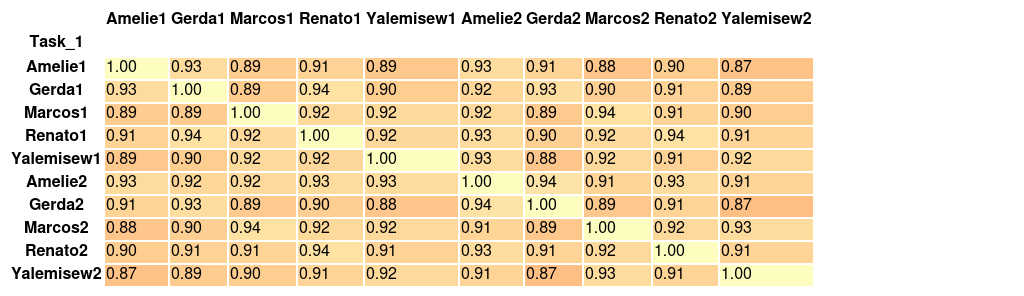 Amelie1 Gerda1 Marcos1 Renato1 Yalemisew1 Amelie2 Gerda2 Marcos2 Renato2 Yalemisew2
Task_1
Amelie1 1.00 0.93 0.89 0.91 0.89 0.93 0.91 0.88 0.90 0.87
Gerda1 0.93 1.00 0.89 0.94 0.90 0.92 0.93 0.90 0.91 0.89
Marcos1 0.89 0.89 1.00 0.92 0.92 0.92 0.89 0.94 0.91 0.90
Renato1 0.91 0.94 0.92 1.00 0.92 0.93 0.90 0.92 0.94 0.91
Yalemisew1 0.89 0.90 0.92 0.92 1.00 0.93 0.88 0.92 0.91 0.92
Amelie2 0.93 0.92 0.92 0.93 0.93 1.00 0.94 0.91 0.93 0.91
Gerda2 0.91 0.93 0.89 0.90 0.88 0.94 1.00 0.89 0.91 0.87
Marcos2 0.88 0.90 0.94 0.92 0.92 0.91 0.89 1.00 0.92 0.93
Renato2 0.90 0.91 0.91 0.94 0.91 0.93 0.91 0.92 1.00 0.91
Yalemisew2 0.87 0.89 0.90 0.91 0.92 0.91 0.87 0.93 0.91 1.00